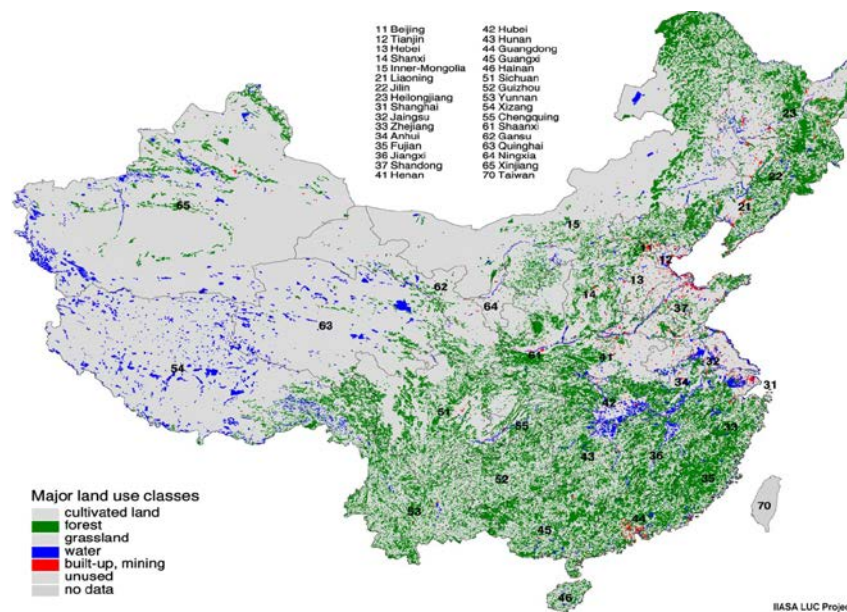 11 Beijing
12 Tianjin
13 Hebei
14 Shanxi
15 Inner-Mongolia
21 Liaoning
22 Jilin
23 Heilongjiang
31 Shanghai
32 Jaingsu
33 Zhejiang
34 Anhui
35 Fujian
36 Jiangxi
37 Shandong
41 Henan
42 Hubei
43 Hunan
44 Guangdong
45 Guangxi
46 Hainan
51 Sichuan
52 Guizhou
53 Yunnan
54 Xizang
55 Chengquing
61 Shaanxi
62 Gansu
63 Quinghai
64 Ningxia
65 Xinjiang
70 Taiwan
23
22
21
65
15
12
13
62
14
37
64
63
61
41
54
32
34
31
42
51
55
33
43
36
52
35
53
44
45
70
46
Major land use classes
cultivated land
forest
grassland
water
built-up, mining
unused
no data
IIASA LUC Projec